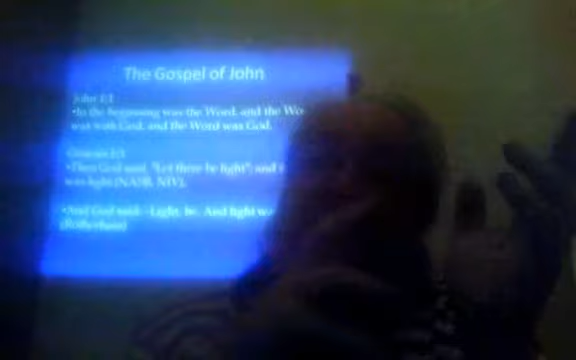 The Gospel of John
John 1:1
•In the beginning was the Word, and the
was with God, and the Word was God.
Genesis 1:3
•Then God said, "Let there be light"; and
was light (NASB, NIV).
•And God said Light, be. And light
(Rotherham)